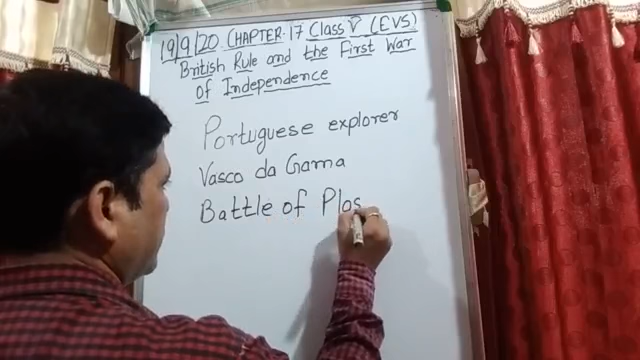 19/9/20 CHAPTER 17 Class V (EVS)
British Rule and the First War
of Independence
Portuguese explorer
Vasco da Gama
Battle of Plas